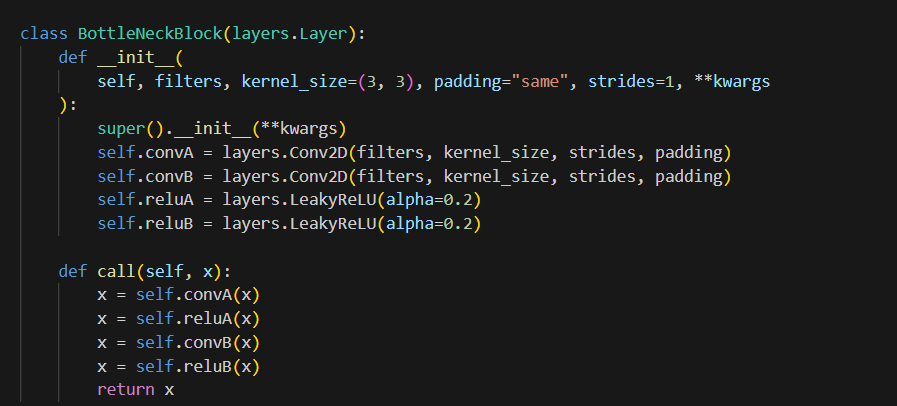 class BottleNeckBlock(layers.Layer):
    def __init__(
        self, filters, kernel_size=(3, 3), padding="same", strides=1, **kwargs
    ):
        super().__init__(**kwargs)
        self.convA = layers.Conv2D(filters, kernel_size, strides, padding)
        self.convB = layers.Conv2D(filters, kernel_size, strides, padding)
        self.reluA = layers.LeakyReLU(alpha=0.2)
        self.reluB = layers.LeakyReLU(alpha=0.2)

    def call(self, x):
        x = self.convA(x)
        x = self.reluA(x)
        x = self.convB(x)
        x = self.reluB(x)
        return x